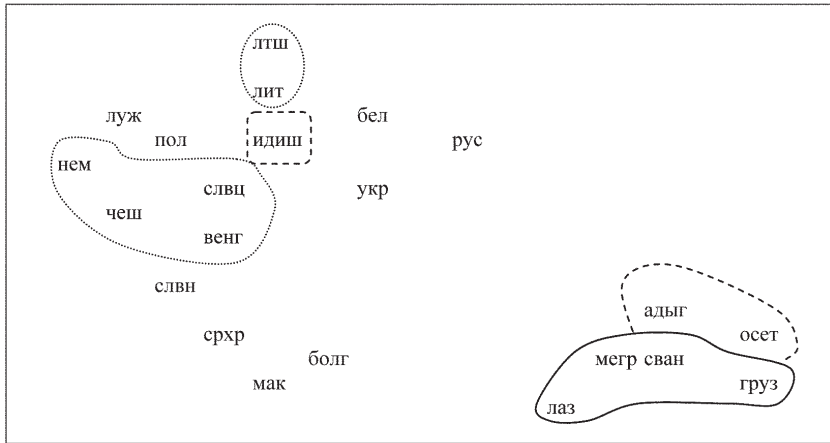 лтш
лит
луж
бел
пол
идиш
рус
нем
слвц
укр
чеш
венг
слвн
адыг
срхр
осет
болг
мегр сван
мак
груз
лаз